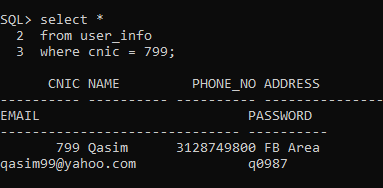 SQL> select *
  2  from user_info
  3  where cnic = 799;
      CNIC NAME          PHONE_NO ADDRESS
---------- ---------- ---------- ---------------
EMAIL                          PASSWORD
------------------------------ ----------
       799 Qasim      3128749800 FB Area
qasim99@yahoo.com              q0987